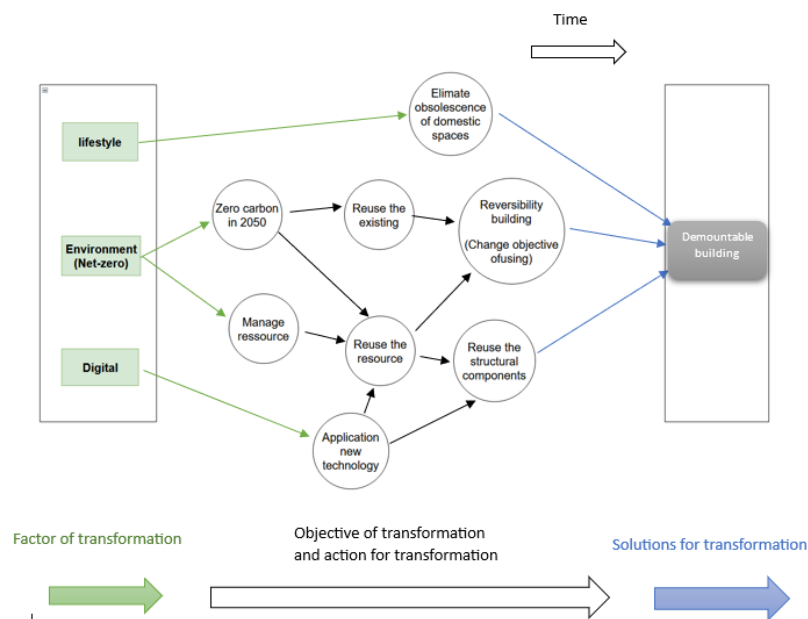 Time
lifestyle
Elimate
obsolescence
of domestic
spaces
Zero carbon
in 2050
Reuse the
existing
Reversibility
building
(Change objective
ofusing)
Environment
(Net-zero)
Demountable
building
Manage
ressource
Reuse the
resource
Reuse the
structural
components
Digital
Application
new
technology
Factor of transformation
Objective of transformation
and action for transformation
Solutions for transformation